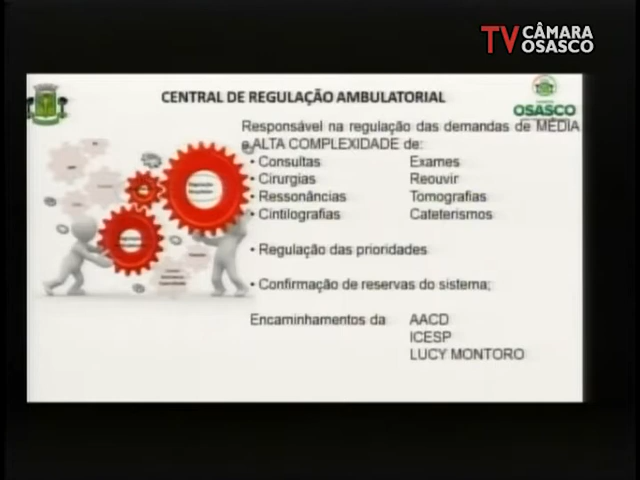 TV CÂMARA
OSASCO
CENTRAL DE REGULAÇÃO AMBULATORIAL
OSASCO
Responsável na regulação das demandas de MÉDIA
e ALTA COMPLEXIDADE de:
• Consultas Exames
• Cirurgias Reouvir
• Ressonâncias Tomografias
• Cintilografias Cateterismos
• Regulação das prioridades
• Confirmação de reservas do sistema;
Encaminhamentos da AACD
ICESP
LUCY MONTORO